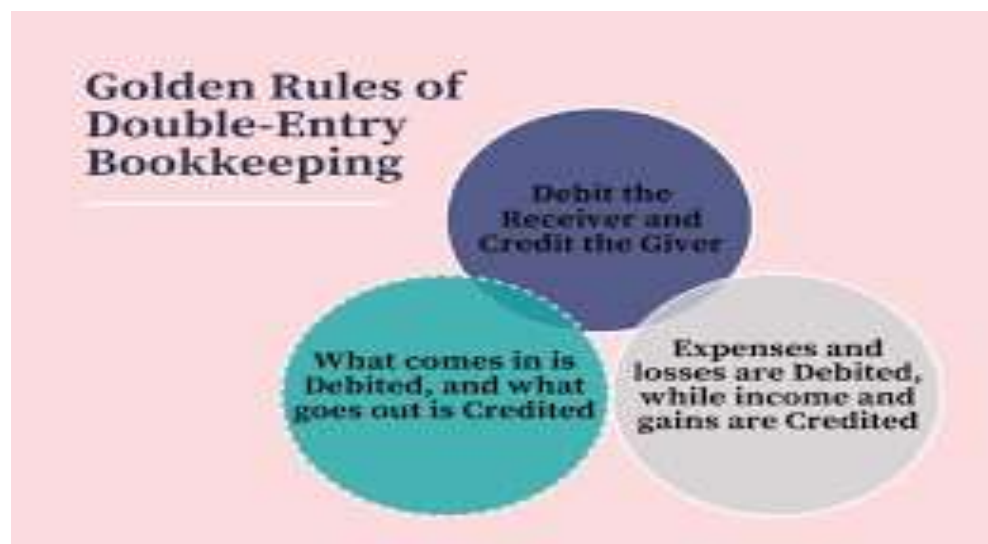 Golden Rules of
Double-Entry
Bookkeeping
Debit the
Receiver and
Credit the Giver
What comes in is
Debited, and what
goes out is Credited
Expenses and
losses are Debited,
while income and
gains are Credited